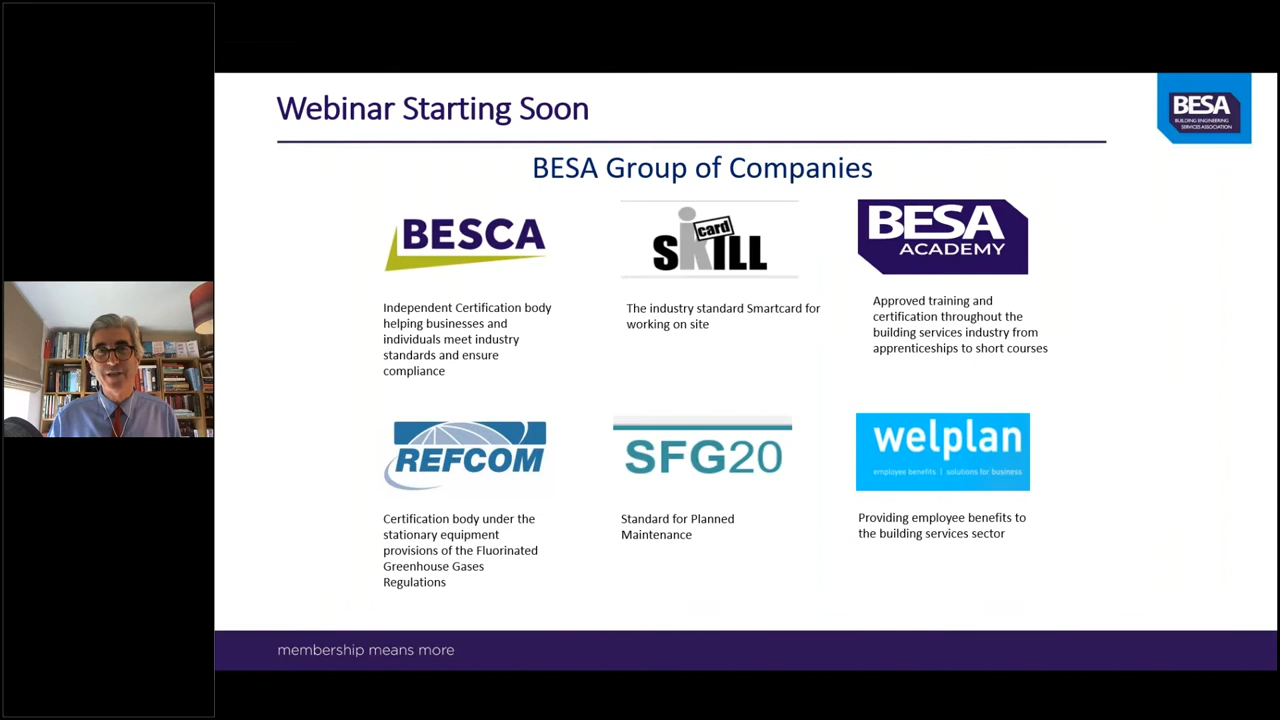 Webinar Starting Soon
BESA
BUILDING ENGINEERING
SERVICES ASSOCIATION
BESA Group of Companies
BESCA
card
SKILL
BESA
ACADEMY
Independent Certification body
helping businesses and
individuals meet industry
standards and ensure
compliance
The industry standard Smartcard for
working on site
Approved training and
certification throughout the
building services industry from
apprenticeships to short courses
REFCOM
SFG20
welplan
employee benefits | solutions for business
Certification body under the
stationary equipment
provisions of the Fluorinated
Greenhouse Gases
Regulations
Standard for Planned
Maintenance
Providing employee benefits to
the building services sector
membership means more